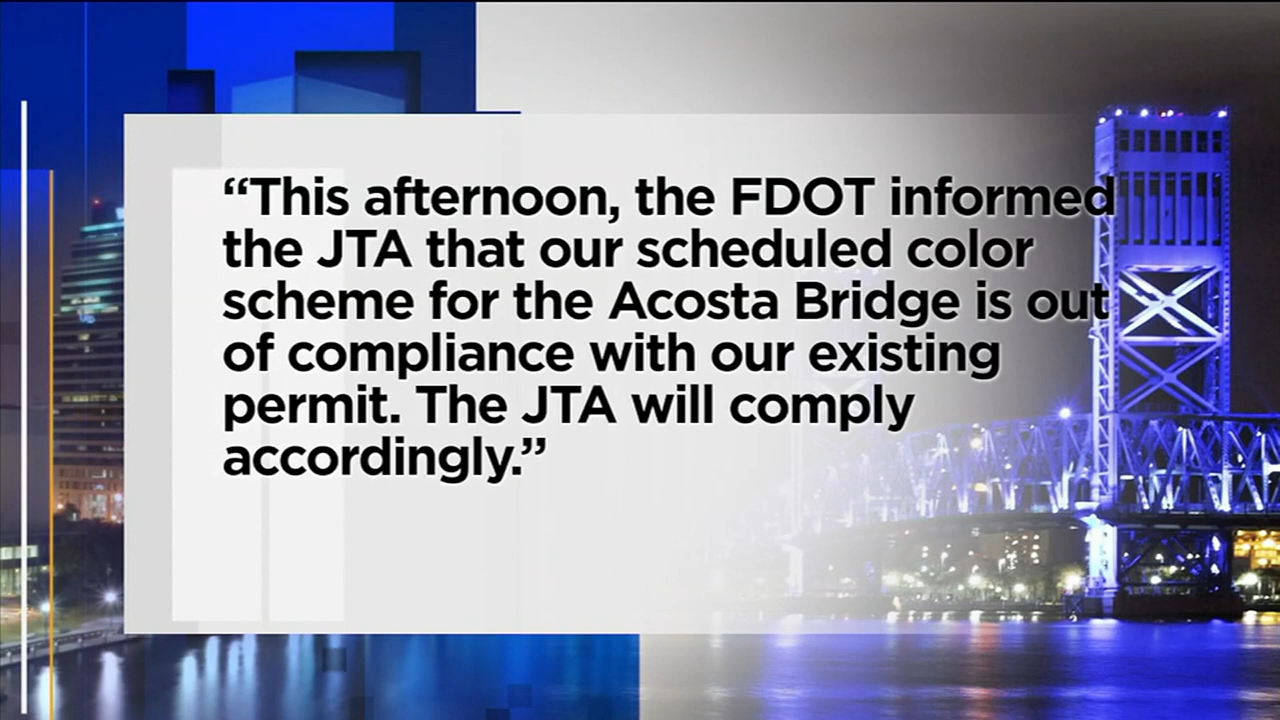 “This afternoon, the FDOT informed
the JTA that our scheduled color
scheme for the Acosta Bridge is out
of compliance with our existing
permit. The JTA will comply
accordingly.”